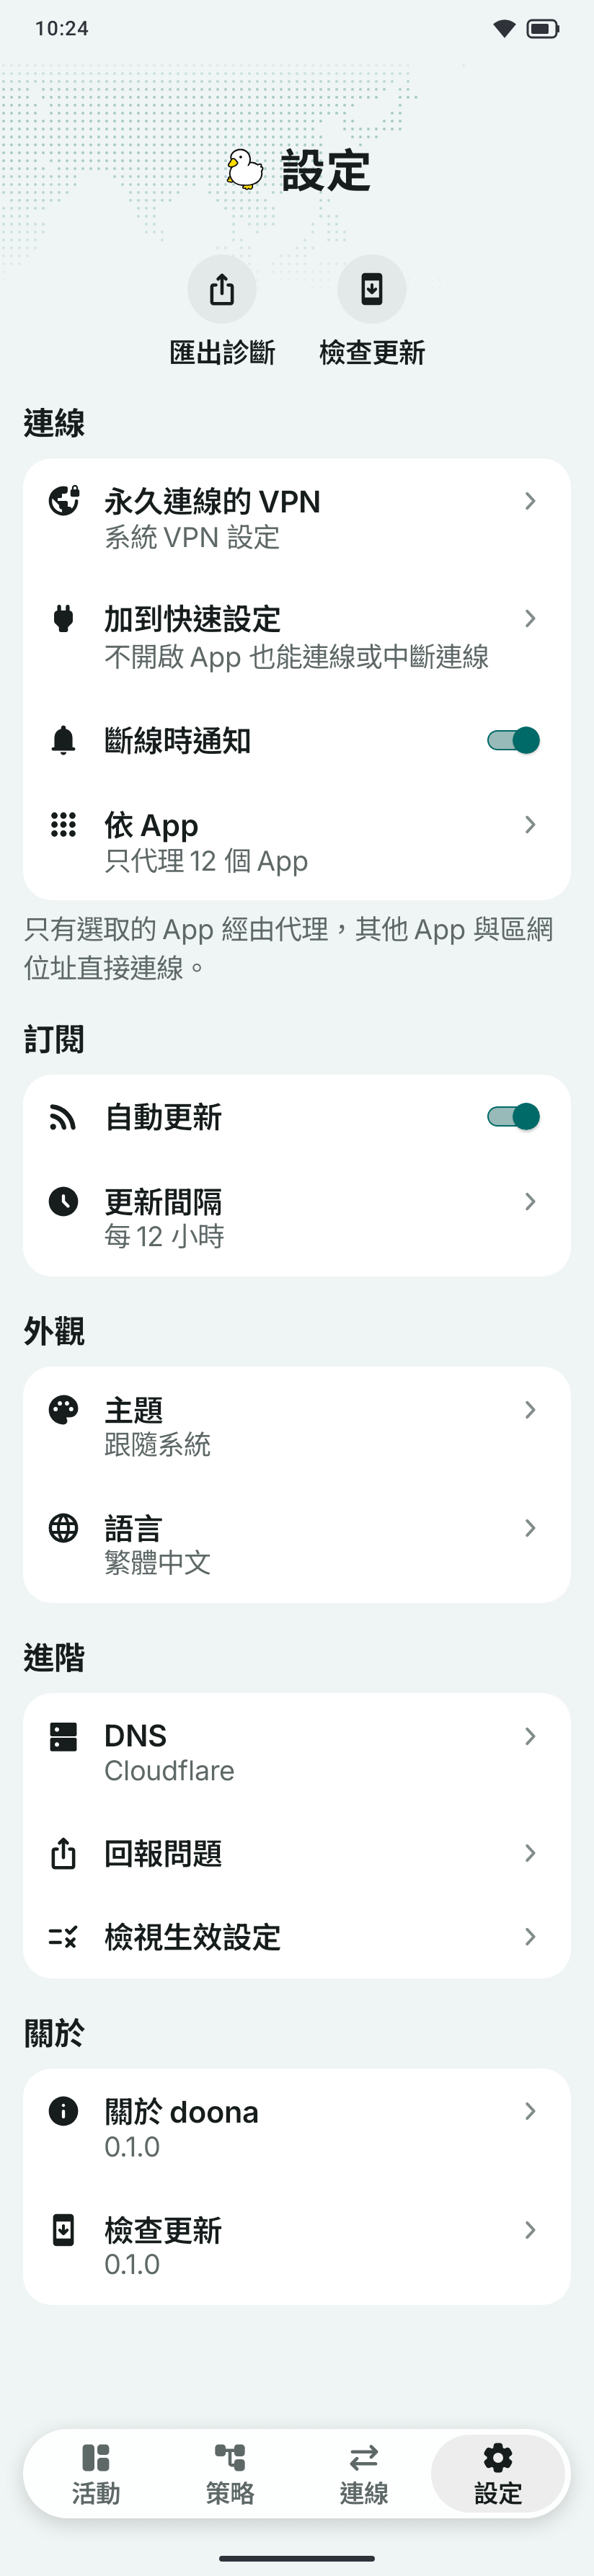 10:24
設定
匯出診斷
檢查更新
連線
永久連線的 VPN
系統 VPN 設定
加到快速設定
不開啟 App 也能連線或中斷連線
斷線時通知
依 App
只代理 12 個 App
只有選取的 App 經由代理，其他 App 與區網
位址直接連線。
訂閱
自動更新
更新間隔
每 12 小時
外觀
主題
跟隨系統
語言
繁體中文
進階
DNS
Cloudflare
回報問題
檢視生效設定
關於
關於 doona
0.1.0
檢查更新
0.1.0
活動
策略
連線
設定